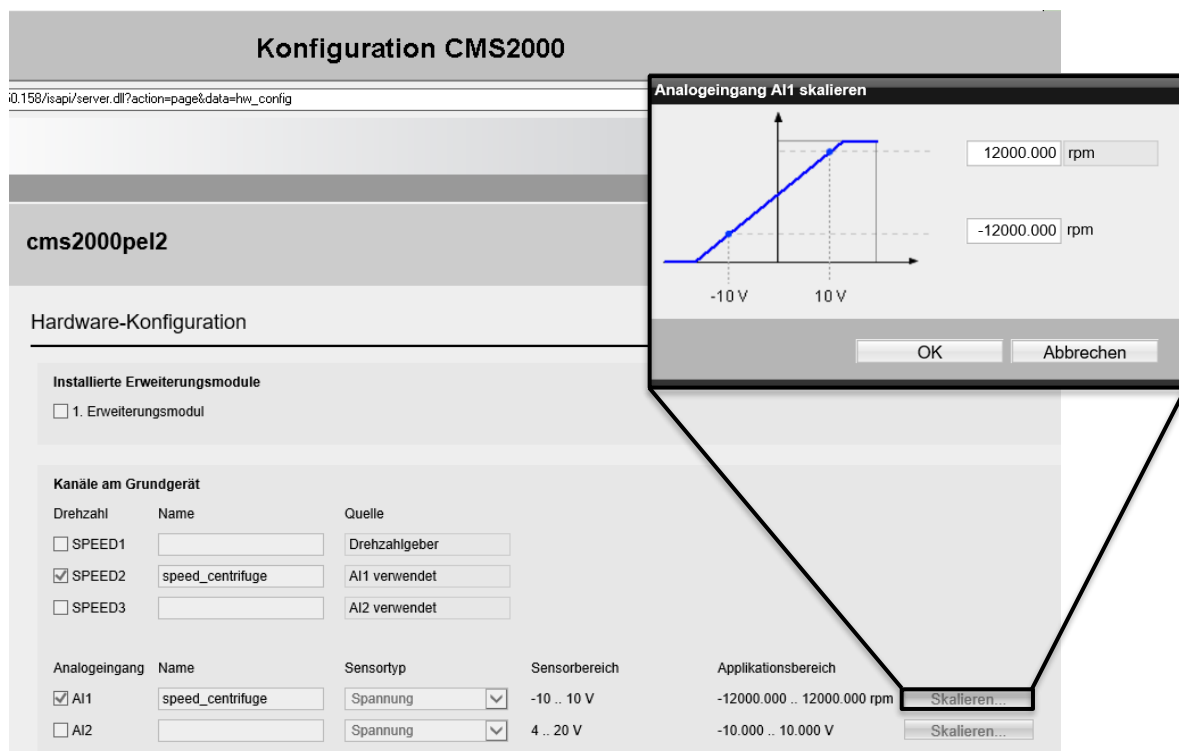 Konfiguration CMS2000
0.158/isapi/server.dll?action=page&data=hw_config
Analogeingang AI1 skalieren
12000.000 rpm
-12000.000 rpm
-10 V 10 V
OK Abbrechen
cms2000pel2
Hardware-Konfiguration
Installierte Erweiterungsmodule
1. Erweiterungsmodul
Kanäle am Grundgerät
Drehzahl Name Quelle
SPEED1 Drehzahlgeber
SPEED2 speed_centrifuge AI1 verwendet
SPEED3 AI2 verwendet
Analogeingang Name Sensortyp Sensorbereich Applikationsbereich
AI1 speed_centrifuge Spannung -10 .. 10 V -12000.000 .. 12000.000 rpm Skalieren...
AI2 Spannung 4 .. 20 V -10.000 .. 10.000 V Skalieren...